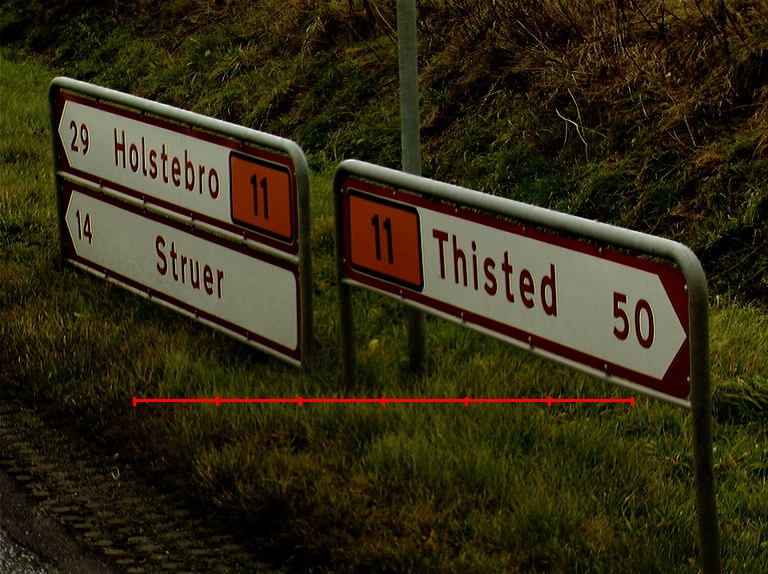 29 Holstebro 11
14 Struer
11 Thisted 50